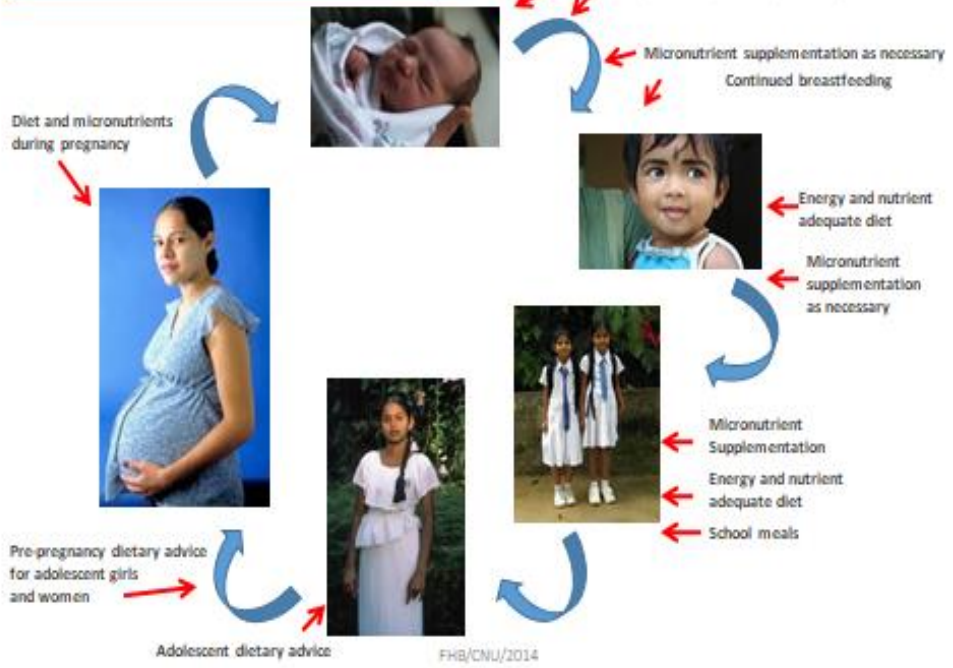 Micronutrient supplementation as necessary
Continued breastfeeding
Diet and micronutrients
during pregnancy
Energy and nutrient
adequate diet
Micronutrient
supplementation
as necessary
Micronutrient
Supplementation
Energy and nutrient
adequate diet
School meals
Pre-pregnancy dietary advice
for adolescent girls
and women
Adolescent dietary advice
FHB/CNU/2014